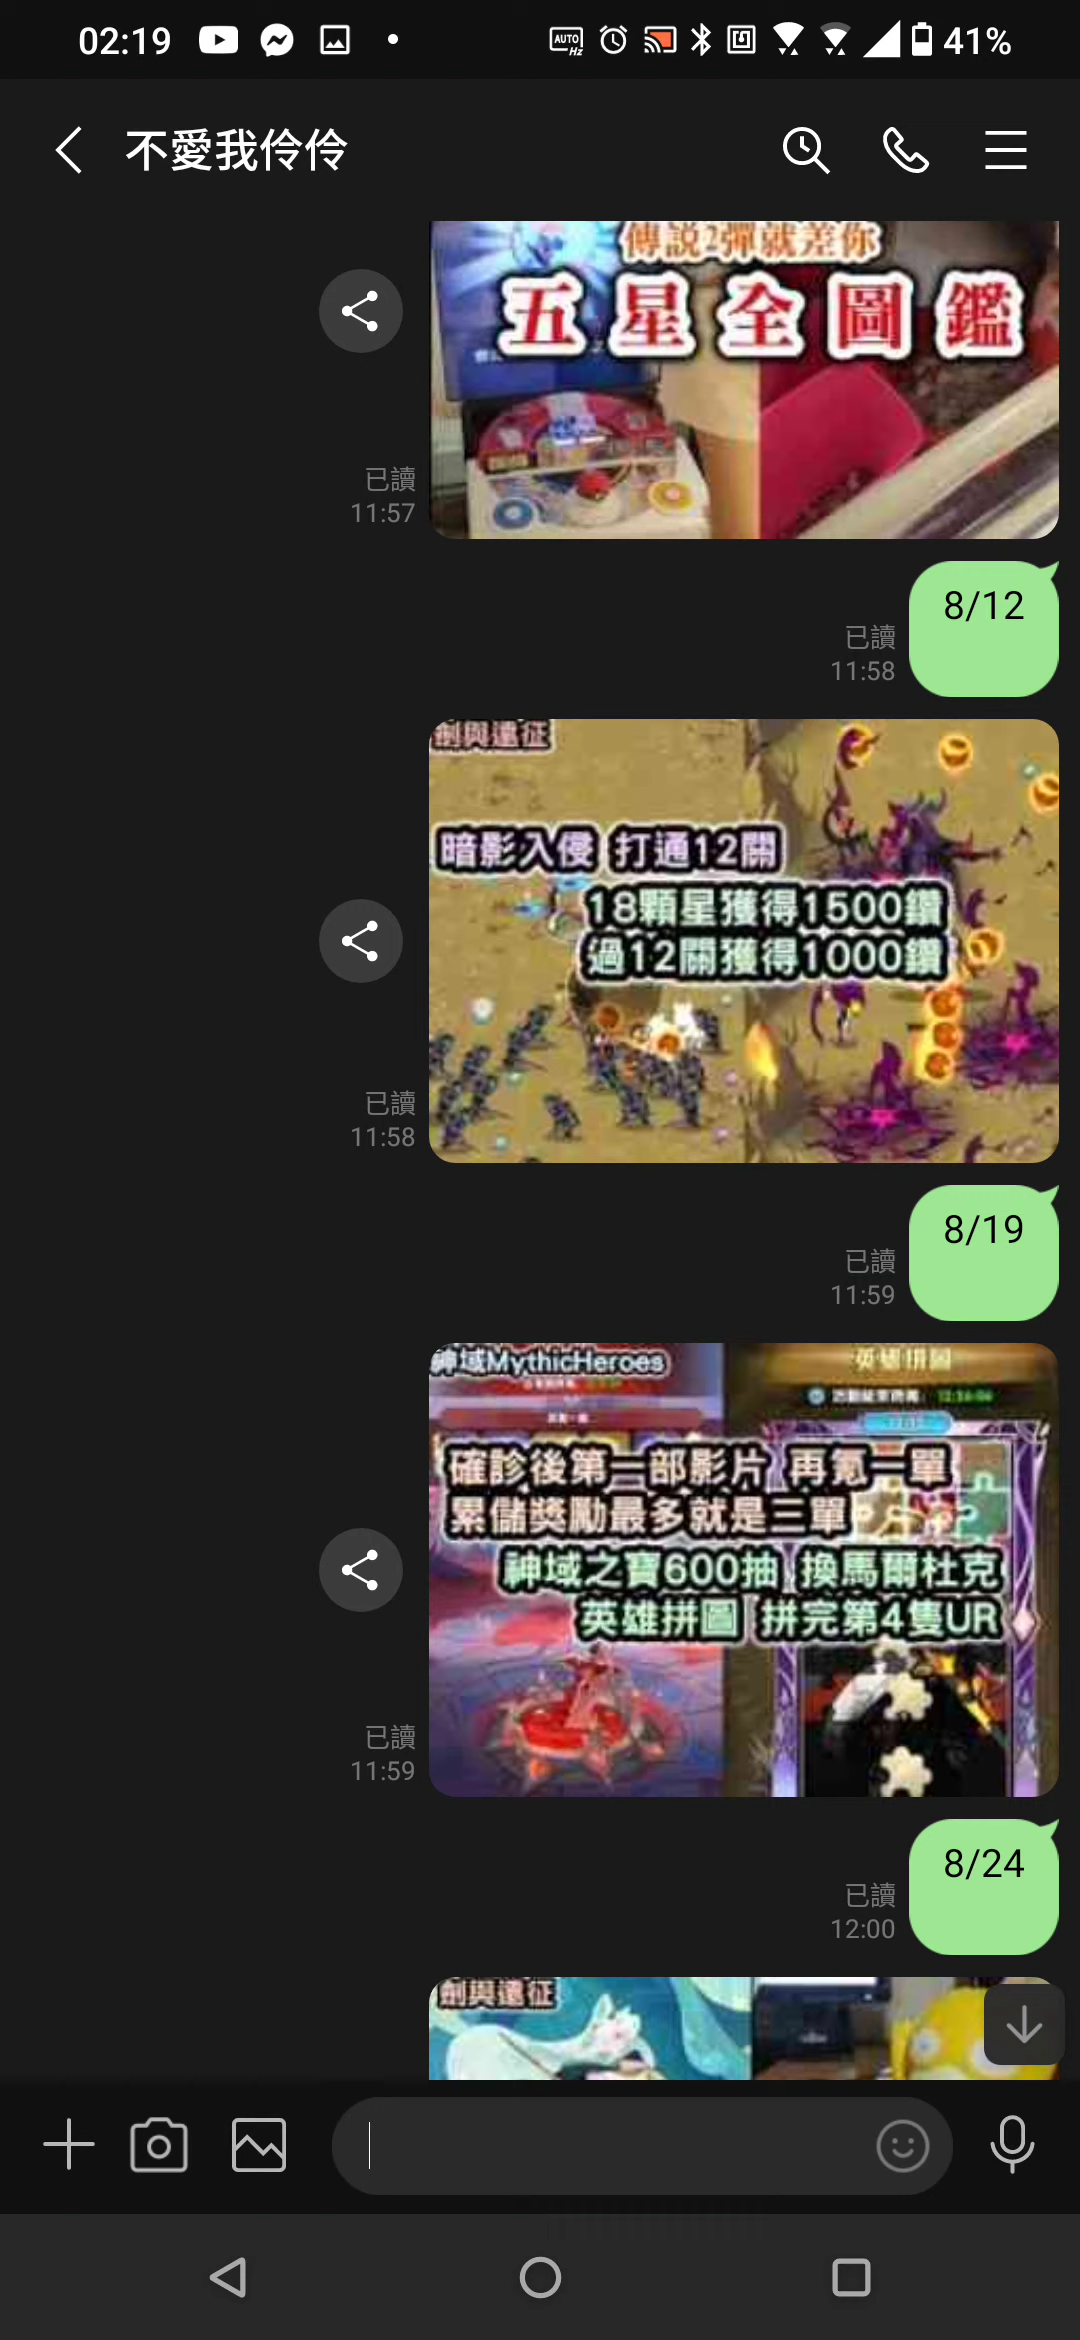 02:19
AUTO Hz
41%
不愛我伶伶
傳說2彈就差你
五星全圖鑑
已讀
11:57
8/12
已讀
11:58
劍與遠征
暗影入侵 打通12關
18顆星獲得1500鑽
過12關獲得1000鑽
已讀
11:58
8/19
已讀
11:59
神域MythicHeroes
英雄拼圖
確診後第一部影片 再氪一單
累儲獎勵最多就是三單
神域之寶600抽 換馬爾杜克
英雄拼圖 拼完第4隻UR
已讀
11:59
8/24
已讀
12:00
劍與遠征